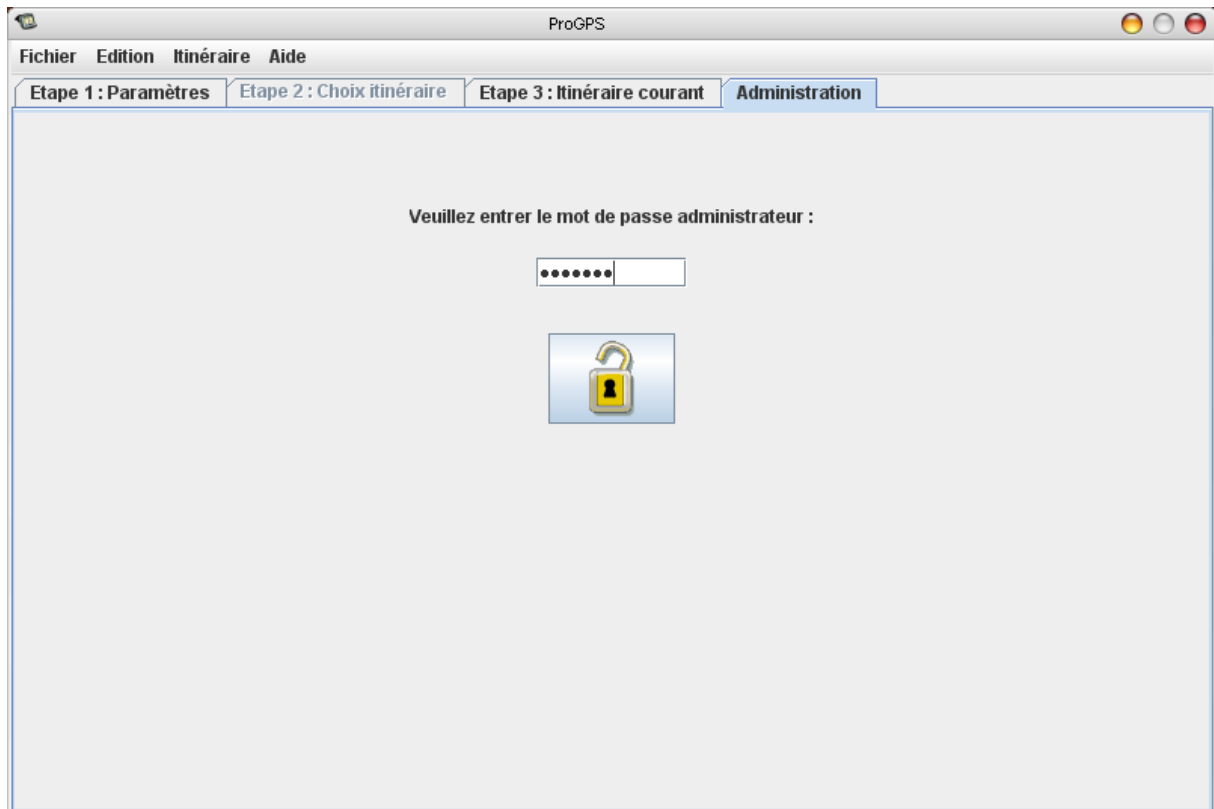 ProGPS
Fichier Edition Itinéraire Aide
Etape 1 : Paramètres Etape 2 : Choix itinéraire Etape 3 : Itinéraire courant Administration
Veuillez entrer le mot de passe administrateur :
•••••••